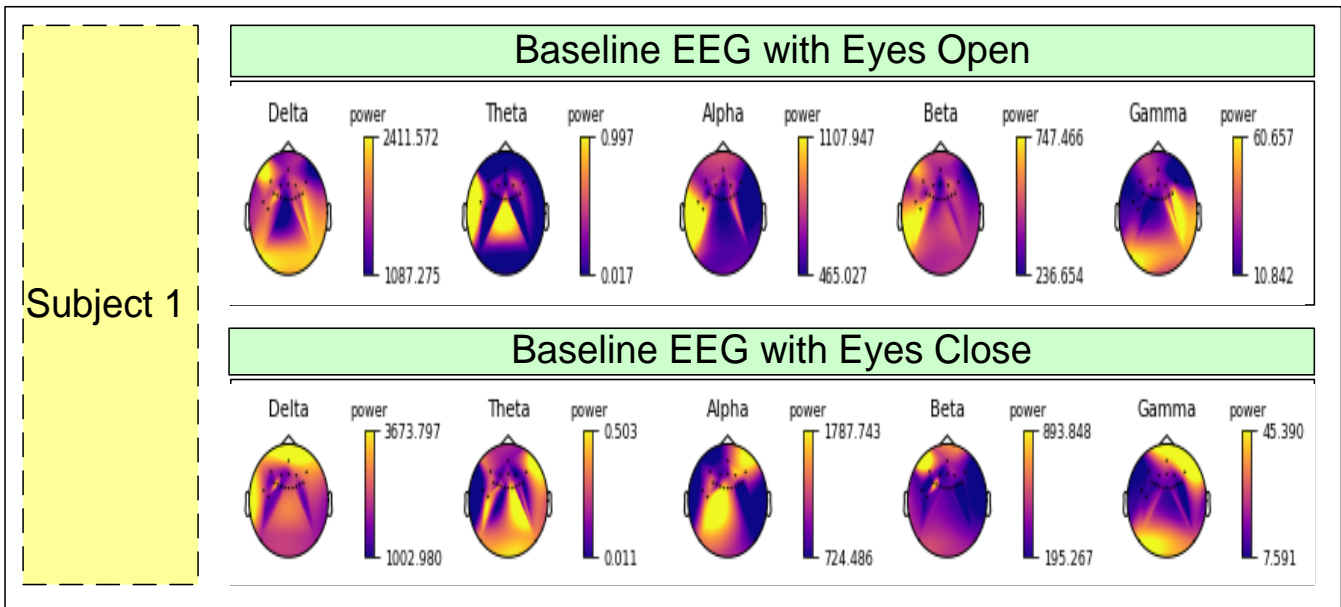 Subject 1
Baseline EEG with Eyes Open
Delta power Theta power Alpha power Beta power Gamma power
2411.572 0.997 1107.947 747.466 60.657
1087.275 0.017 465.027 236.654 10.842
Baseline EEG with Eyes Close
Delta power Theta power Alpha power Beta power Gamma power
3673.797 0.503 1787.743 893.848 45.390
1002.980 0.011 724.486 195.267 7.591